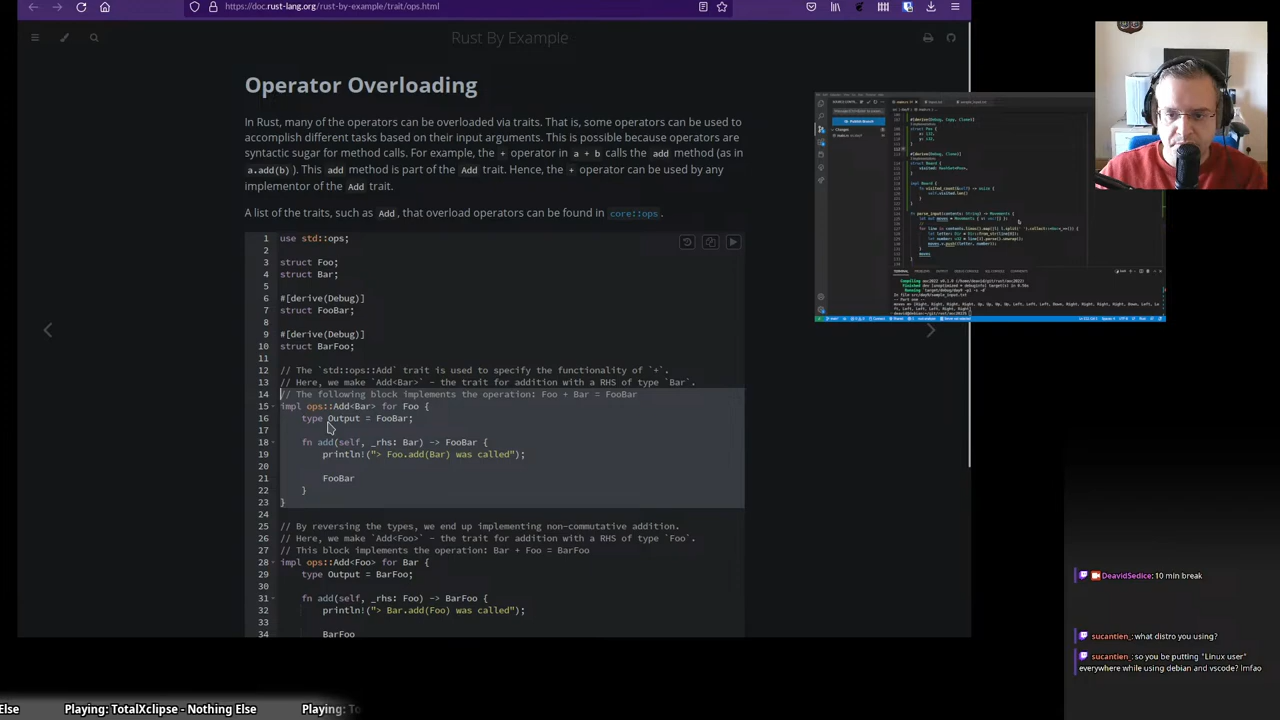 https://doc.rust-lang.org/rust-by-example/trait/ops.html
Rust By Example
Operator Overloading
In Rust, many of the operators can be overloaded via traits. That is, some operators can be used to
accomplish different tasks based on their input arguments. This is possible because operators are
syntactic sugar for method calls. For example, the + operator in a + b calls the add method (as in
a.add(b)). This add method is part of the Add trait. Hence, the + operator can be used by any
implementor of the Add trait.
A list of the traits, such as Add, that overload operators can be found in core::ops.
1 use std::ops;
2
3 struct Foo;
4 struct Bar;
5
6 #[derive(Debug)]
7 struct FooBar;
8
9 #[derive(Debug)]
10 struct BarFoo;
11
12 // The `std::ops::Add` trait is used to specify the functionality of `+`.
13 // Here, we make `Add<Bar>` - the trait for addition with a RHS of type `Bar`.
14 // The following block implements the operation: Foo + Bar = FooBar
15 impl ops::Add<Bar> for Foo {
16 type Output = FooBar;
17
18 fn add(self, _rhs: Bar) -> FooBar {
19 println!("> Foo.add(Bar) was called");
20
21 FooBar
22 }
23 }
24
25 // By reversing the types, we end up implementing non-commutative addition.
26 // Here, we make `Add<Foo>` - the trait for addition with a RHS of type `Foo`.
27 // This block implements the operation: Bar + Foo = BarFoo
28 impl ops::Add<Foo> for Bar {
29 type Output = BarFoo;
30
31 fn add(self, _rhs: Foo) -> BarFoo {
32 println!("> Bar.add(Foo) was called");
33
34 BarFoo
DeavidSedice: 10 min break
sucantien_: what distro you using?
sucantien_: so you be putting "Linux user"
everywhere while using debian and vscode? lmfao
Else Playing: TotalXclipse - Nothing Else Playing: To